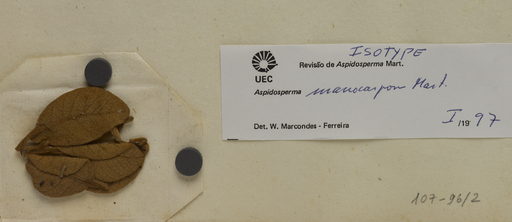 ISOTYPE
Revisão de Aspidosperma Mart.
UEC
Aspidosperma macrocarpon Mart.
Det. W. Marcondes - Ferreira
I /19 97
107-96/2